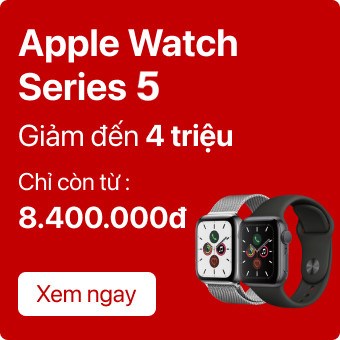 Apple Watch
Series 5
Giảm đến 4 triệu
Chỉ còn từ :
8.400.000đ
Xem ngay